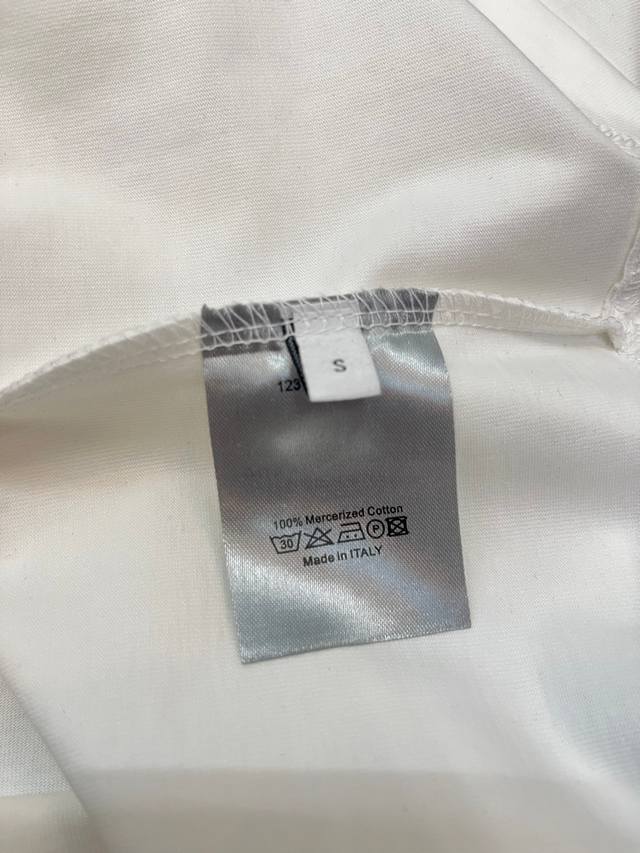 S
123
100% Mercerized Cotton
30 P
Made in ITALY